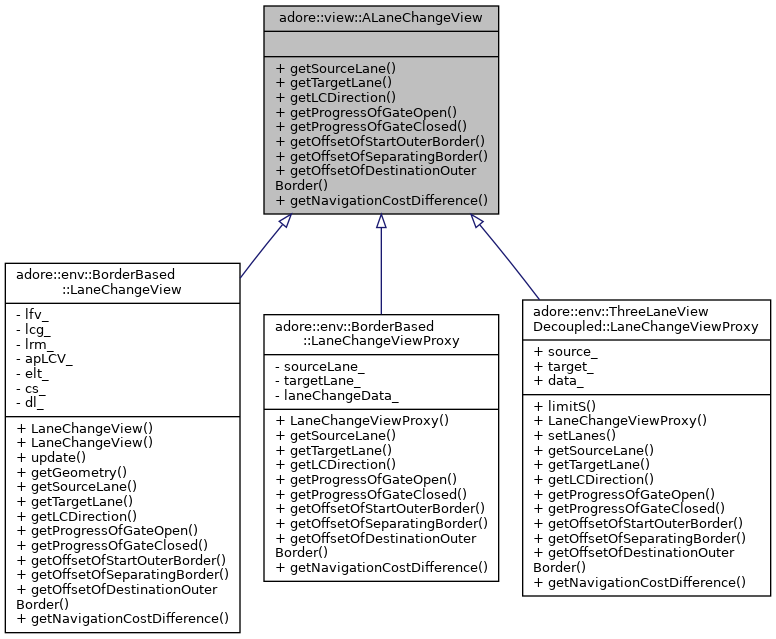 adore::view::ALaneChangeView
+ getSourceLane()
+ getTargetLane()
+ getLCDirection()
+ getProgressOfGateOpen()
+ getProgressOfGateClosed()
+ getOffsetOfStartOuterBorder()
+ getOffsetOfSeparatingBorder()
+ getOffsetOfDestinationOuter
Border()
+ getNavigationCostDifference()
adore::env::BorderBased
::LaneChangeView
- lfv_
- lcg_
- lrm_
- apLCV_
- elt_
- cs_
- dl_
+ LaneChangeView()
+ LaneChangeView()
+ update()
+ getGeometry()
+ getSourceLane()
+ getTargetLane()
+ getLCDirection()
+ getProgressOfGateOpen()
+ getProgressOfGateClosed()
+ getOffsetOfStartOuterBorder()
+ getOffsetOfSeparatingBorder()
+ getOffsetOfDestinationOuter
Border()
+ getNavigationCostDifference()
adore::env::BorderBased
::LaneChangeViewProxy
- sourceLane_
- targetLane_
- laneChangeData_
+ LaneChangeViewProxy()
+ getSourceLane()
+ getTargetLane()
+ getLCDirection()
+ getProgressOfGateOpen()
+ getProgressOfGateClosed()
+ getOffsetOfStartOuterBorder()
+ getOffsetOfSeparatingBorder()
+ getOffsetOfDestinationOuter
Border()
+ getNavigationCostDifference()
adore::env::ThreeLaneView
Decoupled::LaneChangeViewProxy
+ source_
+ target_
+ data_
+ limitS()
+ LaneChangeViewProxy()
+ setLanes()
+ getSourceLane()
+ getTargetLane()
+ getLCDirection()
+ getProgressOfGateOpen()
+ getProgressOfGateClosed()
+ getOffsetOfStartOuterBorder()
+ getOffsetOfSeparatingBorder()
+ getOffsetOfDestinationOuter
Border()
+ getNavigationCostDifference()